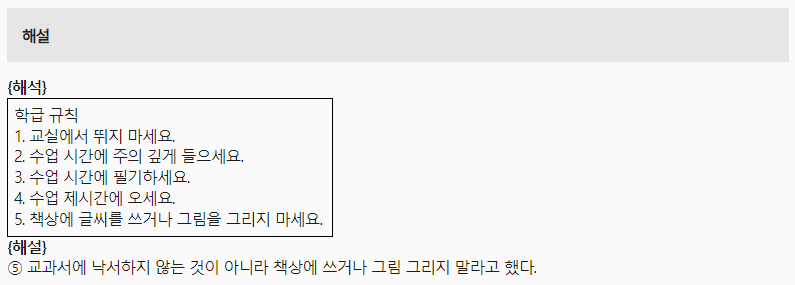 해설
{해석}
학급 규칙
1. 교실에서 뛰지 마세요.
2. 수업 시간에 주의 깊게 들으세요.
3. 수업 시간에 필기하세요.
4. 수업 제시간에 오세요.
5. 책상에 글씨를 쓰거나 그림을 그리지 마세요.
{해설}
⑤ 교과서에 낙서하지 않는 것이 아니라 책상에 쓰거나 그림 그리지 말라고 했다.